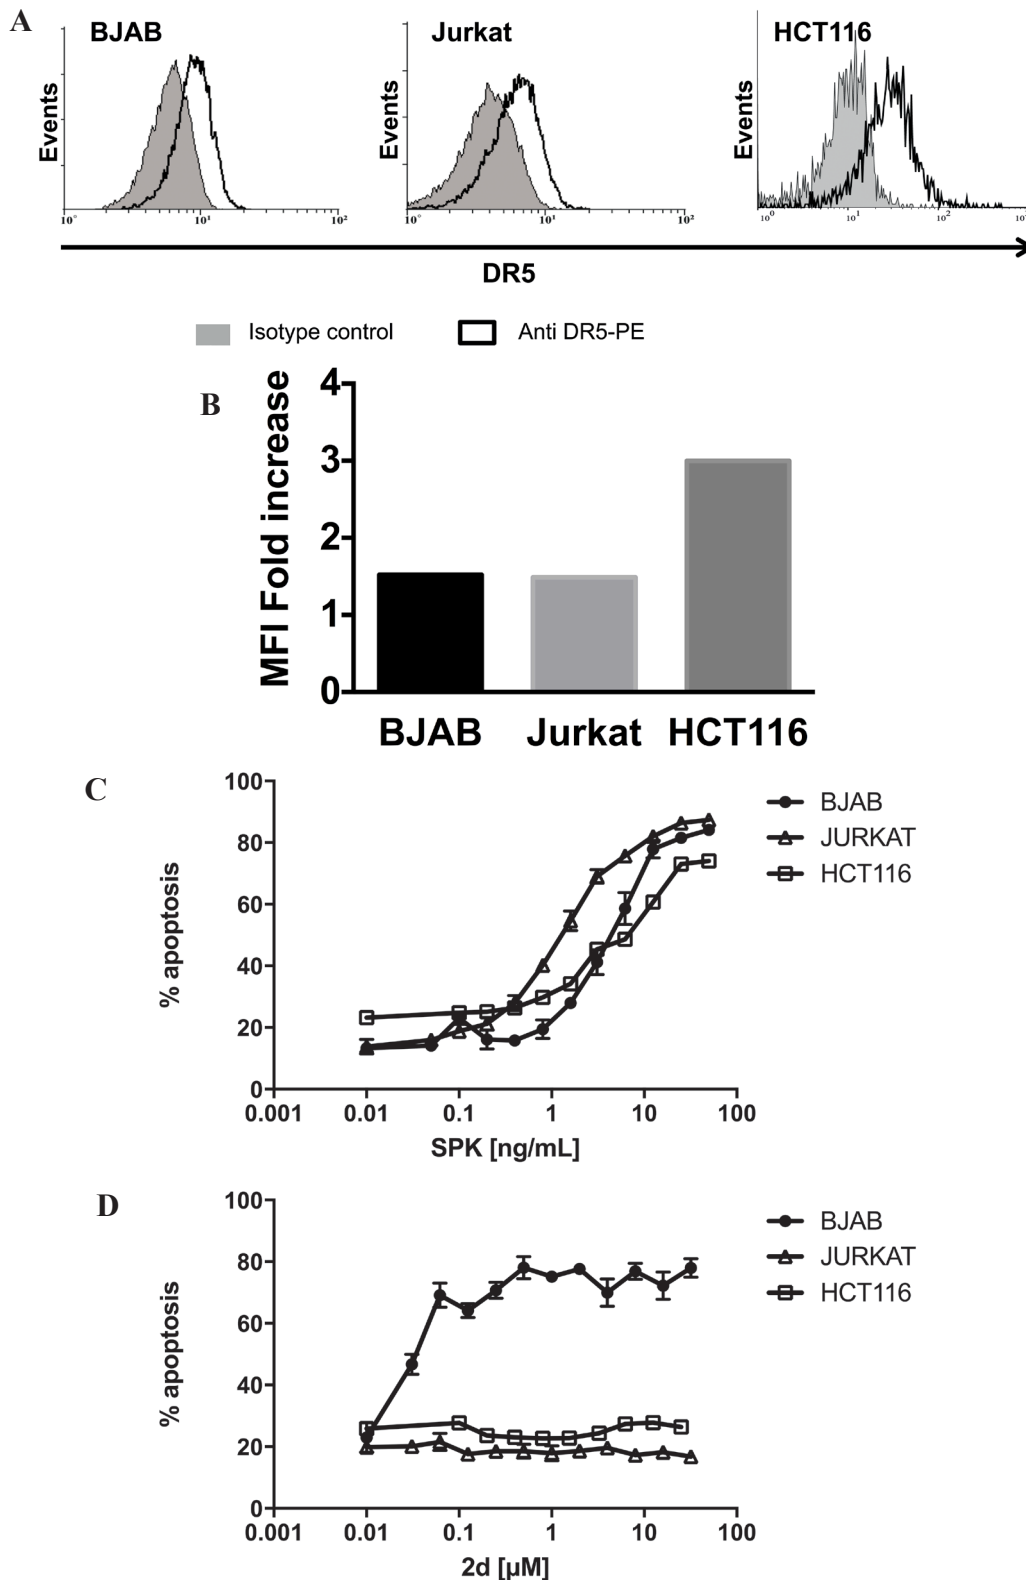 A
BJAB Jurkat HCT116
Events Events Events
10⁰ 10¹ 10² 10⁰ 10¹ 10² 10⁰ 10¹ 10²
DR5
Isotype control Anti DR5-PE
B
MFI Fold increase
4
3
2
1
0
BJAB Jurkat HCT116
C
% apoptosis
100
80
60
40
20
0
0.001 0.01 0.1 1 10 100
SPK [ng/mL]
BJAB
JURKAT
HCT116
D
% apoptosis
100
80
60
40
20
0
0.001 0.01 0.1 1 10 100
2d [µM]
BJAB
JURKAT
HCT116